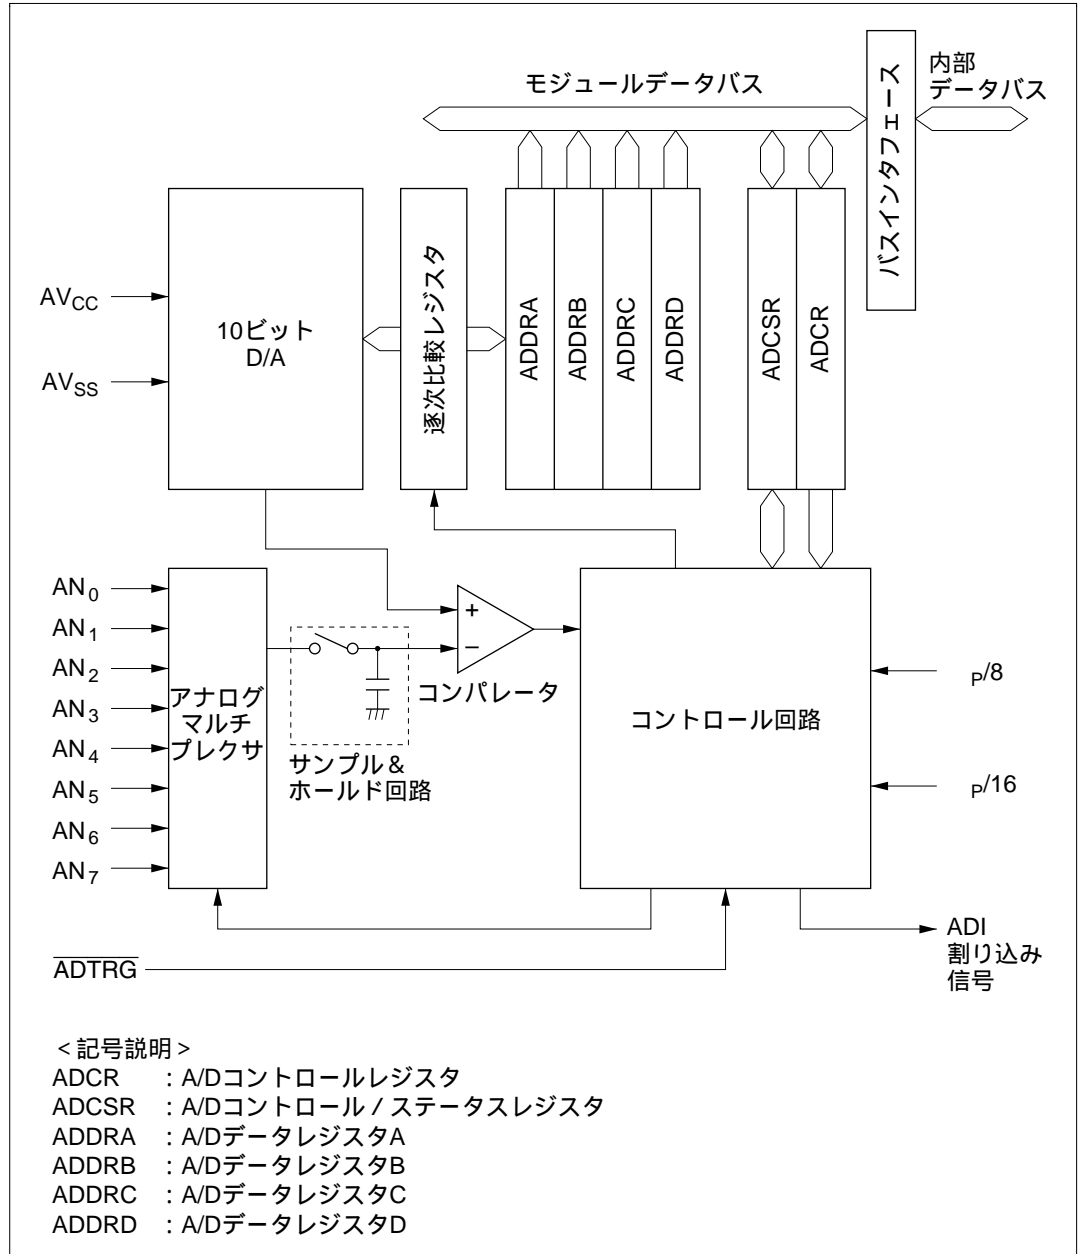 モジュールデータバス
バスインタフェース
内部
データバス
AVCC
AVSS
10ビット
D/A
逐次比較レジスタ
ADDRA
ADDRB
ADDRC
ADDRD
ADCSR
ADCR
AN0
AN1
AN2
AN3
AN4
AN5
AN6
AN7
アナログ
マルチ
プレクサ
サンプル＆
ホールド回路
+
−
コンパレータ
コントロール回路
P/8
P/16
ADTRG
ADI
割り込み
信号
＜記号説明＞
ADCR ：A/Dコントロールレジスタ
ADCSR ：A/Dコントロール／ステータスレジスタ
ADDRA ：A/DデータレジスタA
ADDRB ：A/DデータレジスタB
ADDRC ：A/DデータレジスタC
ADDRD ：A/DデータレジスタD